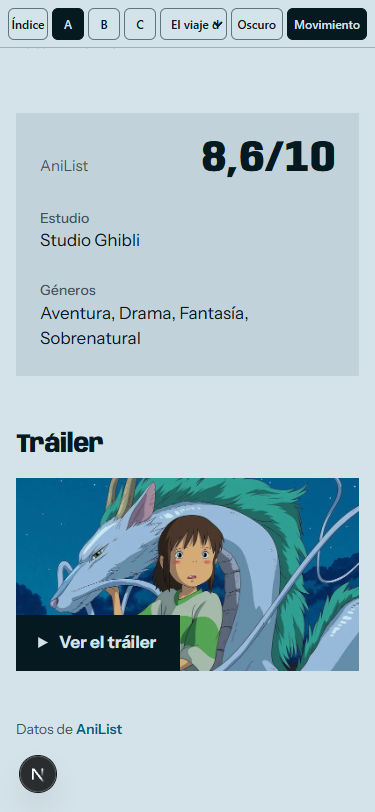 Índice
A
B
C
El viaje d
Oscuro
Movimiento
AniList
8,6/10
Estudio
Studio Ghibli
Géneros
Aventura, Drama, Fantasía,
Sobrenatural
Tráiler
Ver el tráiler
Datos de AniList
N